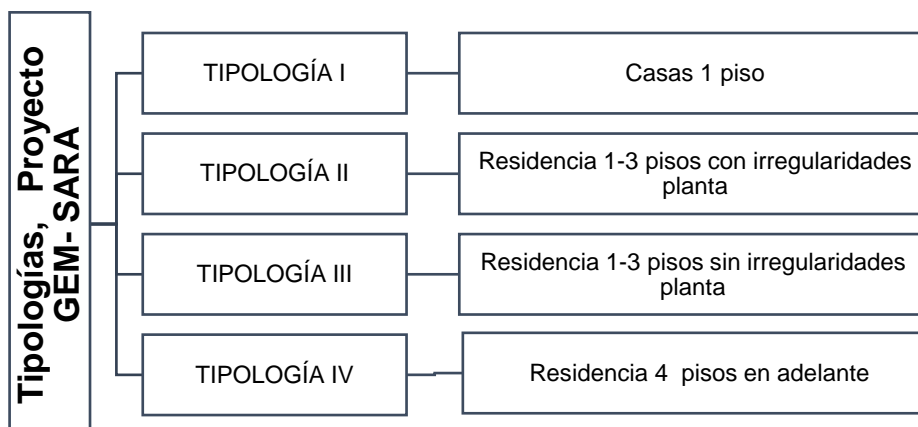 Tipologías, Proyecto
GEM- SARA
TIPOLOGÍA I
Casas 1 piso
TIPOLOGÍA II
Residencia 1-3 pisos con irregularidades
planta
TIPOLOGÍA III
Residencia 1-3 pisos sin irregularidades
planta
TIPOLOGÍA IV
Residencia 4 pisos en adelante